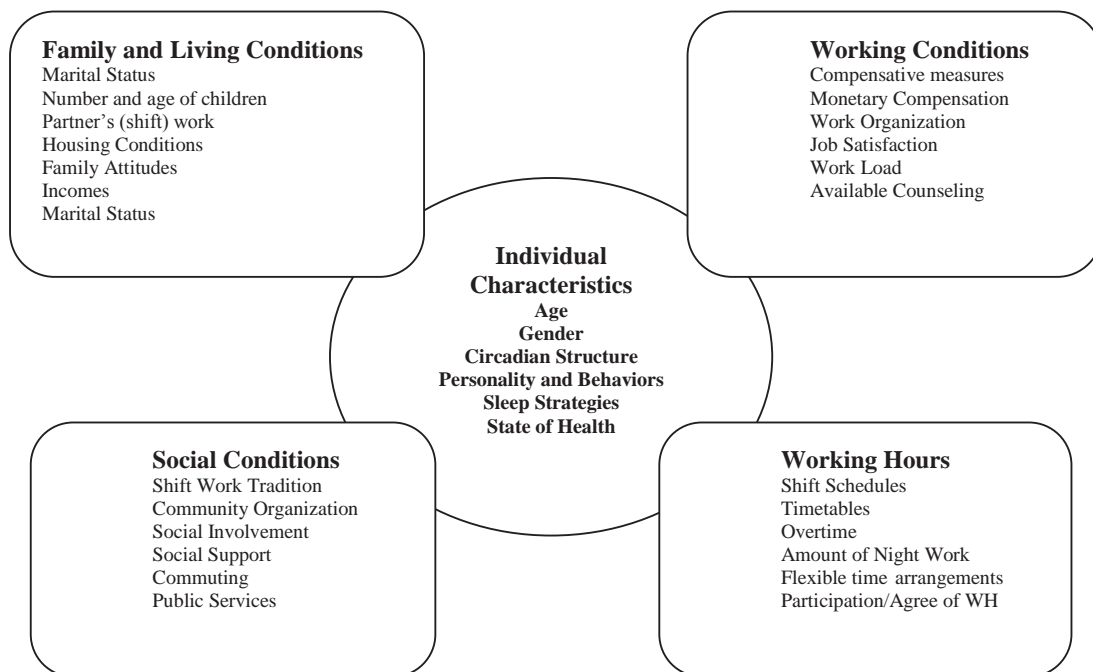 Family and Living Conditions
Marital Status
Number and age of children
Partner's (shift) work
Housing Conditions
Family Attitudes
Incomes
Marital Status
Working Conditions
Compensative measures
Monetary Compensation
Work Organization
Job Satisfaction
Work Load
Available Counseling
Individual
Characteristics
Age
Gender
Circadian Structure
Personality and Behaviors
Sleep Strategies
State of Health
Social Conditions
Shift Work Tradition
Community Organization
Social Involvement
Social Support
Commuting
Public Services
Working Hours
Shift Schedules
Timetables
Overtime
Amount of Night Work
Flexible time arrangements
Participation/Agree of WH